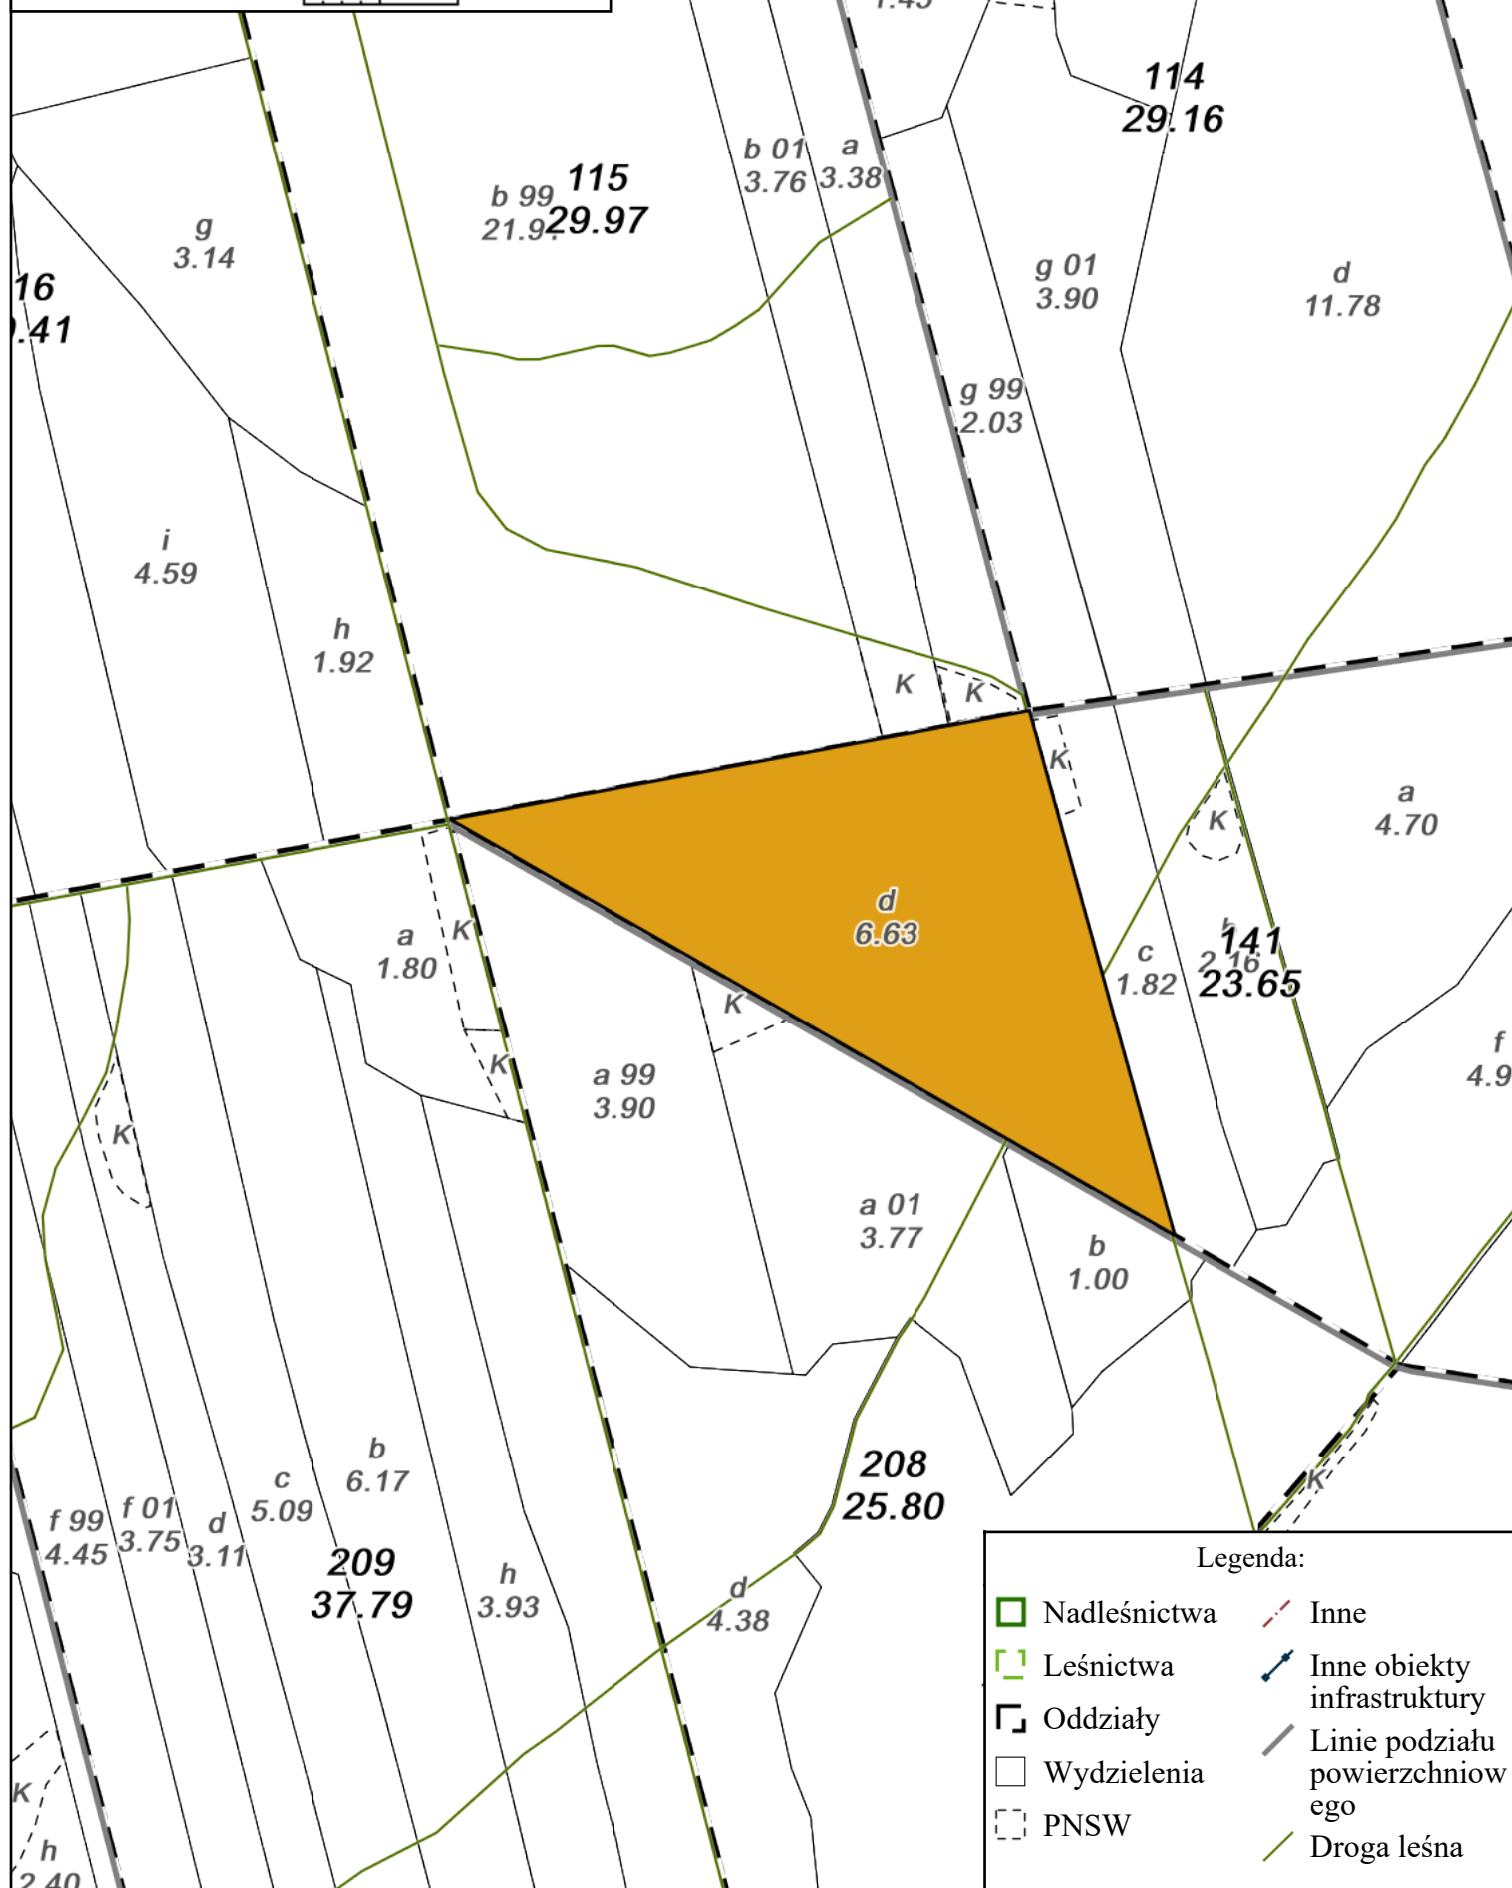 114
29.16
b 01
3.76
a
3.38
115
29.97
b 99
g
3.14
g 01
3.90
d
11.78
16
.41
g 99
2.03
i
4.59
h
1.92
K
K
K
a
4.70
K
d
6.63
a
1.80
K
c
1.82
141
23.65
2.16
K
K
f
4.9
a 99
3.90
K
a 01
3.77
b
1.00
b
6.17
208
25.80
c
5.09
K
f 99
4.45
f 01
3.75
d
3.11
209
37.79
h
3.93
d
4.38
K
h
2.40
Legenda:
Nadleśnictwa
Leśnictwa
Oddziały
Wydzielenia
PNSW
Inne
Inne obiekty
infrastruktury
Linie podziału
powierzchniow
ego
Droga leśna